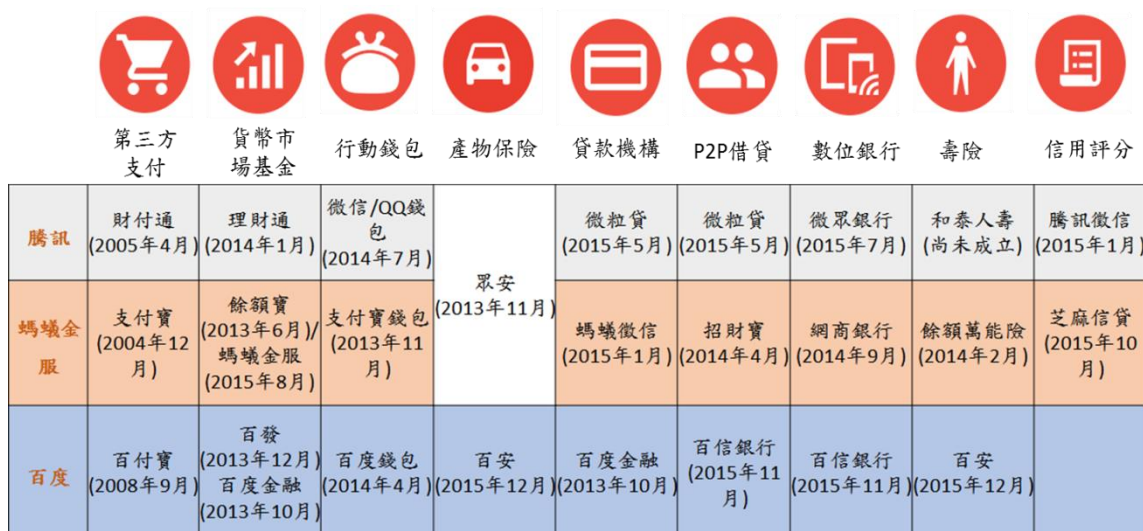 第三方
支付
貨幣市
場基金
行動錢包
產物保險
貸款機構
P2P借貸
數位銀行
壽險
信用評分
騰訊
財付通
(2005年4月)
理財通
(2014年1月)
微信/QQ錢
包
(2014年7月)
眾安
(2013年11月)
微粒貸
(2015年5月)
微粒貸
(2015年5月)
微眾銀行
(2015年7月)
和泰人壽
(尚未成立)
騰訊徵信
(2015年1月)
螞蟻金
服
支付寶
(2004年12
月)
餘額寶
(2013年6月)/
螞蟻金服
(2015年8月)
支付寶錢包
(2013年11
月)
螞蟻徵信
(2015年1月)
招財寶
(2014年4月)
網商銀行
(2014年9月)
餘額萬能險
(2014年2月)
芝麻信貸
(2015年10
月)
百度
百付寶
(2008年9月)
百發
(2013年12月)
百度金融
(2013年10月)
百度錢包
(2014年4月)
百安
(2015年12月)
百度金融
(2013年10月)
百信銀行
(2015年11
月)
百信銀行
(2015年11月)
百安
(2015年12月)